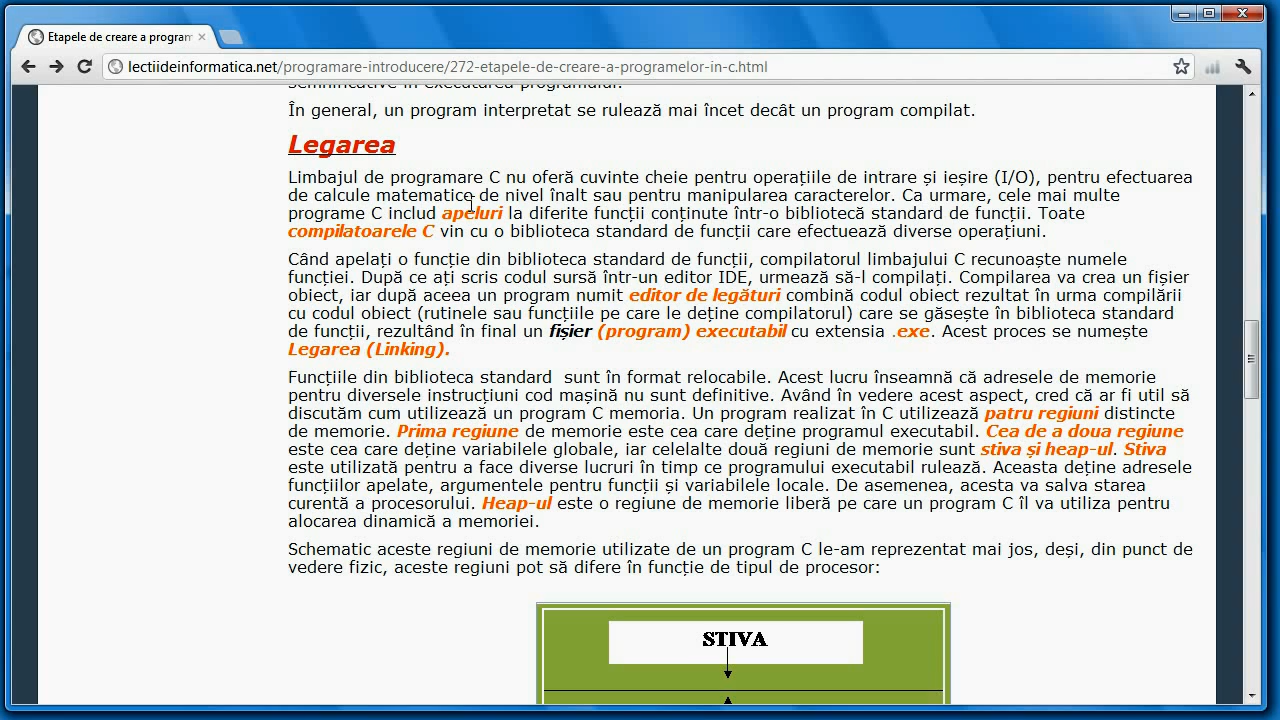 Etapele de creare a program
lectiideinformatica.net/programare-introducere/272-etapele-de-creare-a-programelor-in-c.html
semnificative în executarea programului.
În general, un program interpretat se rulează mai încet decât un program compilat.
Legarea
Limbajul de programare C nu oferă cuvinte cheie pentru operațiile de intrare și ieșire (I/O), pentru efectuarea
de calcule matematice de nivel înalt sau pentru manipularea caracterelor. Ca urmare, cele mai multe
programe C includ apeluri la diferite funcții conținute într-o bibliotecă standard de funcții. Toate
compilatoarele C vin cu o biblioteca standard de funcții care efectuează diverse operațiuni.
Când apelați o funcție din biblioteca standard de funcții, compilatorul limbajului C recunoaște numele
funcției. După ce ați scris codul sursă într-un editor IDE, urmează să-l compilați. Compilarea va crea un fișier
obiect, iar după aceea un program numit editor de legături combină codul obiect rezultat în urma compilării
cu codul obiect (rutinele sau funcțiile pe care le deține compilatorul) care se găsește în biblioteca standard
de funcții, rezultând în final un fișier (program) executabil cu extensia .exe. Acest proces se numește
Legarea (Linking).
Funcțiile din biblioteca standard sunt în format relocabile. Acest lucru înseamnă că adresele de memorie
pentru diversele instrucțiuni cod mașină nu sunt definitive. Având în vedere acest aspect, cred că ar fi util să
discutăm cum utilizează un program C memoria. Un program realizat în C utilizează patru regiuni distincte
de memorie. Prima regiune de memorie este cea care deține programul executabil. Cea de a doua regiune
este cea care deține variabilele globale, iar celelalte două regiuni de memorie sunt stiva și heap-ul. Stiva
este utilizată pentru a face diverse lucruri în timp ce programului executabil rulează. Aceasta deține adresele
funcțiilor apelate, argumentele pentru funcții și variabilele locale. De asemenea, acesta va salva starea
curentă a procesorului. Heap-ul este o regiune de memorie liberă pe care un program C îl va utiliza pentru
alocarea dinamică a memoriei.
Schematic aceste regiuni de memorie utilizate de un program C le-am reprezentat mai jos, deși, din punct de
vedere fizic, aceste regiuni pot să difere în funcție de tipul de procesor:
STIVA